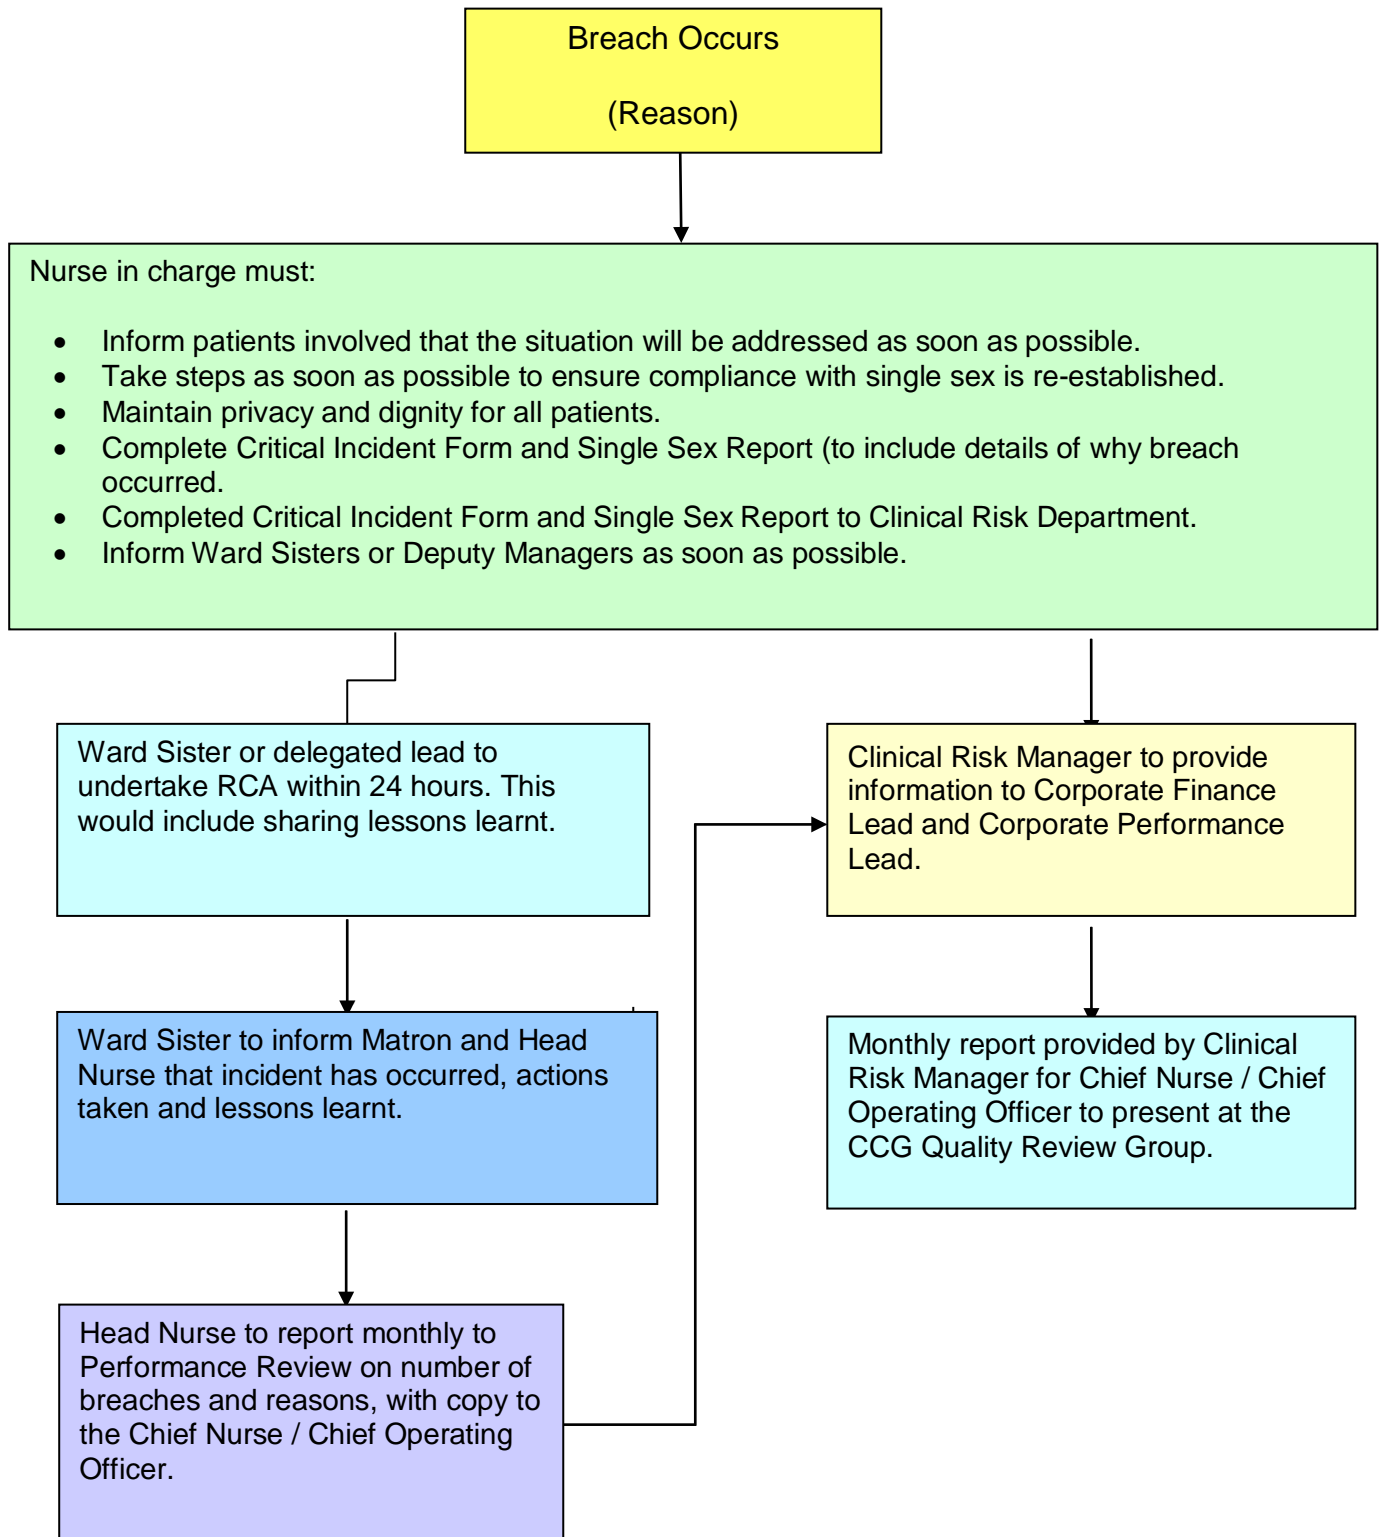 Breach Occurs
(Reason)
Nurse in charge must:
• Inform patients involved that the situation will be addressed as soon as possible.
• Take steps as soon as possible to ensure compliance with single sex is re-established.
• Maintain privacy and dignity for all patients.
• Complete Critical Incident Form and Single Sex Report (to include details of why breach
occurred.
• Completed Critical Incident Form and Single Sex Report to Clinical Risk Department.
• Inform Ward Sisters or Deputy Managers as soon as possible.
Ward Sister or delegated lead to
undertake RCA within 24 hours. This
would include sharing lessons learnt.
Clinical Risk Manager to provide
information to Corporate Finance
Lead and Corporate Performance
Lead.
Ward Sister to inform Matron and Head
Nurse that incident has occurred, actions
taken and lessons learnt.
Monthly report provided by Clinical
Risk Manager for Chief Nurse / Chief
Operating Officer to present at the
CCG Quality Review Group.
Head Nurse to report monthly to
Performance Review on number of
breaches and reasons, with copy to
the Chief Nurse / Chief Operating
Officer.